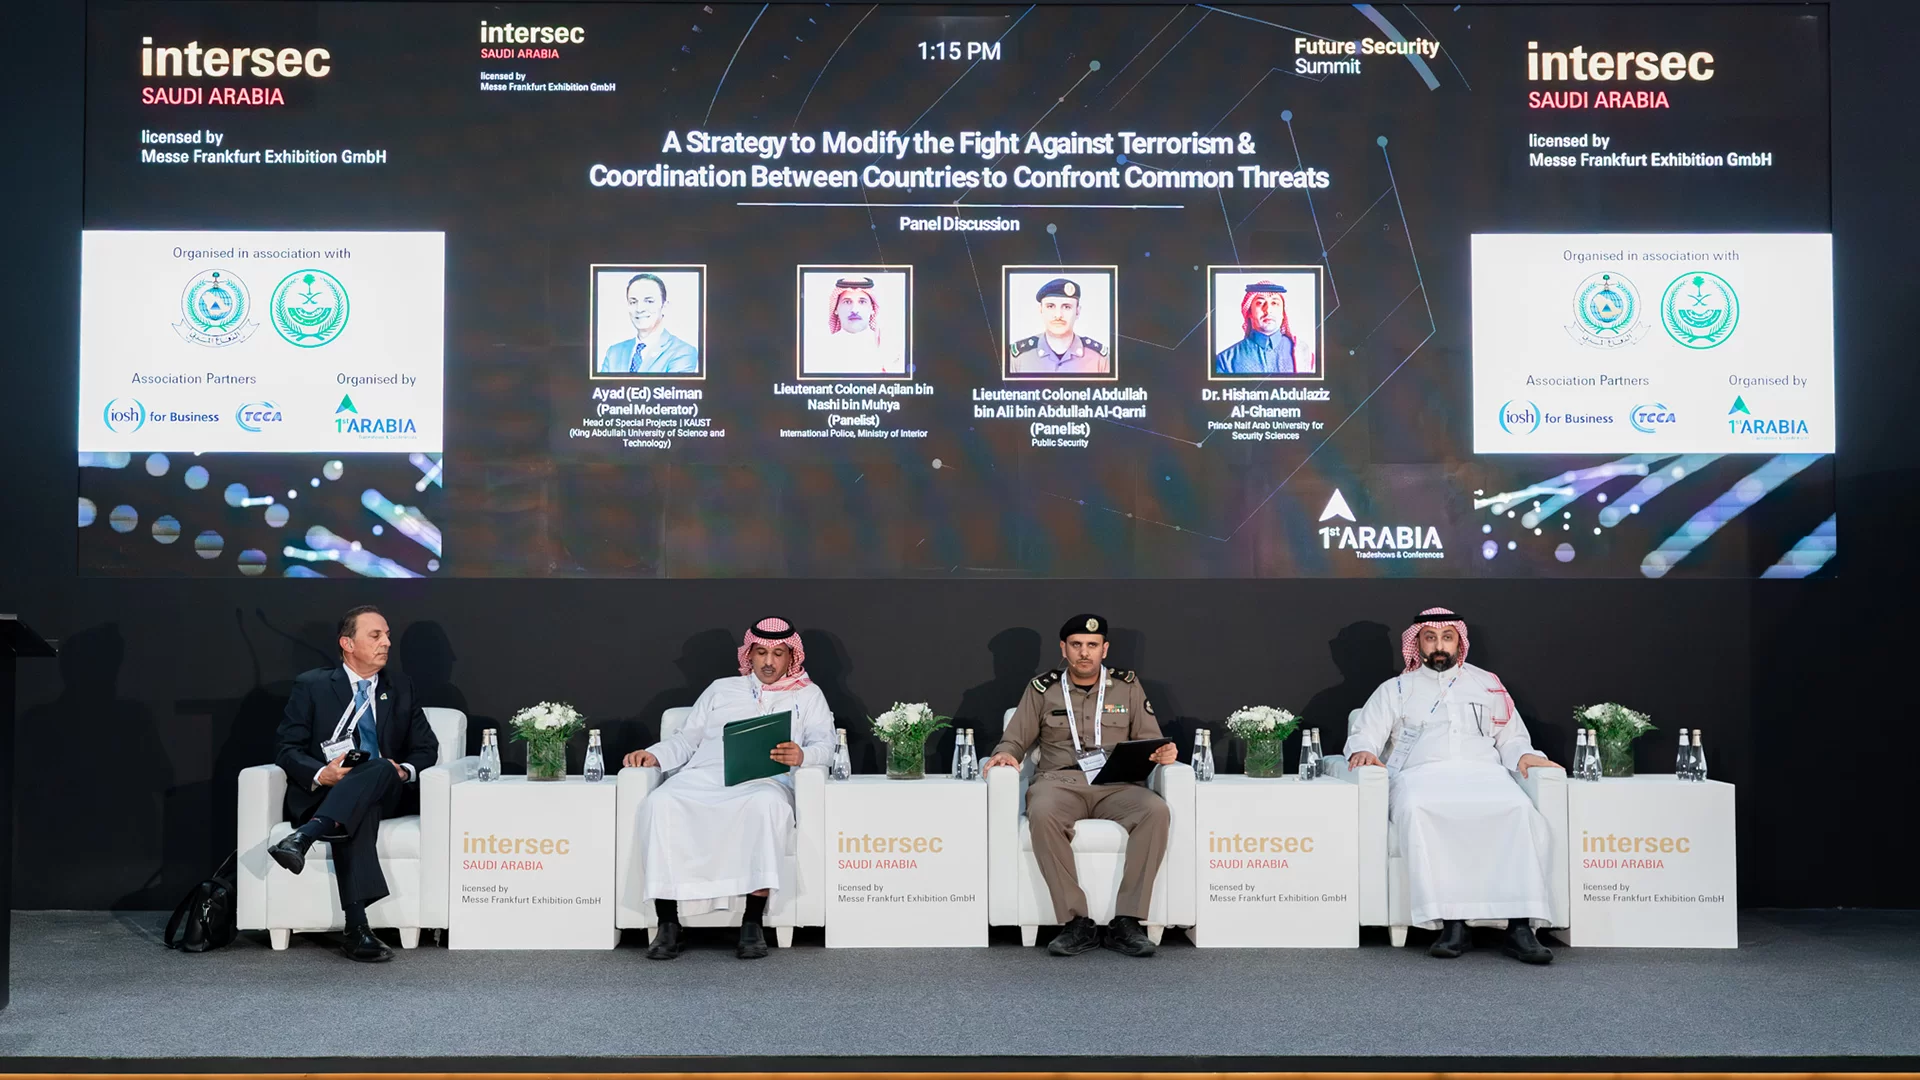 intersec
SAUDI ARABIA
licensed by
Messe Frankfurt Exhibition GmbH
Organised in association with
الدفاع المدني
Association Partners
iosh for Business
TCCA
Organised by
1st ARABIA
Tradeshows & Conferences
intersec
SAUDI ARABIA
licensed by
Messe Frankfurt Exhibition GmbH
1:15 PM
Future Security
Summit
A Strategy to Modify the Fight Against Terrorism &
Coordination Between Countries to Confront Common Threats
Panel Discussion
Ayad (Ed) Sleiman
(Panel Moderator)
Head of Special Projects | KAUST
(King Abdullah University of Science and
Technology)
Lieutenant Colonel Aqilan bin
Nashi bin Muhya
(Panelist)
International Police, Ministry of Interior
Lieutenant Colonel Abdullah
bin Ali bin Abdullah Al-Qarni
(Panelist)
Public Security
Dr. Hisham Abdulaziz
Al-Ghanem
Prince Naif Arab University for
Security Sciences
1st ARABIA
Tradeshows & Conferences
intersec
SAUDI ARABIA
licensed by
Messe Frankfurt Exhibition GmbH
Organised in association with
الدفاع المدني
Association Partners
iosh for Business
TCCA
Organised by
1st ARABIA
Tradeshows & Conferences
intersec
SAUDI ARABIA
licensed by
Messe Frankfurt Exhibition GmbH
intersec
SAUDI ARABIA
licensed by
Messe Frankfurt Exhibition GmbH
intersec
SAUDI ARABIA
licensed by
Messe Frankfurt Exhibition GmbH
intersec
SAUDI ARABIA
licensed by
Messe Frankfurt Exhibition GmbH